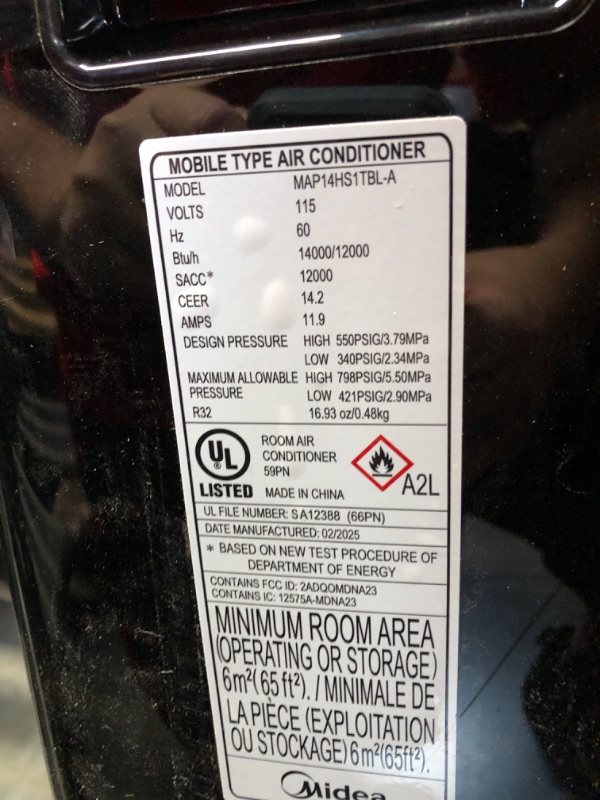 MOBILE TYPE AIR CONDITIONER
MODEL MAP14HS1TBL-A
VOLTS 115
Hz 60
Btu/h 14000/12000
SACC* 12000
CEER 14.2
AMPS 11.9
DESIGN PRESSURE HIGH 550PSIG/3.79MPa
LOW 340PSIG/2.34MPa
MAXIMUM ALLOWABLE HIGH 798PSIG/5.50MPa
PRESSURE LOW 421PSIG/2.90MPa
R32 16.93 oz/0.48kg
UL
LISTED
ROOM AIR
CONDITIONER
59PN
MADE IN CHINA
A2L
UL FILE NUMBER: SA12388 (66PN)
DATE MANUFACTURED: 02/2025
* BASED ON NEW TEST PROCEDURE OF
DEPARTMENT OF ENERGY
CONTAINS FCC ID: 2ADQOMDNA23
CONTAINS IC: 12575A-MDNA23
MINIMUM ROOM AREA
(OPERATING OR STORAGE)
6m²(65ft²). / MINIMALE DE
LA PIÈCE (EXPLOITATION
OU STOCKAGE) 6m²(65ft²).
Midea